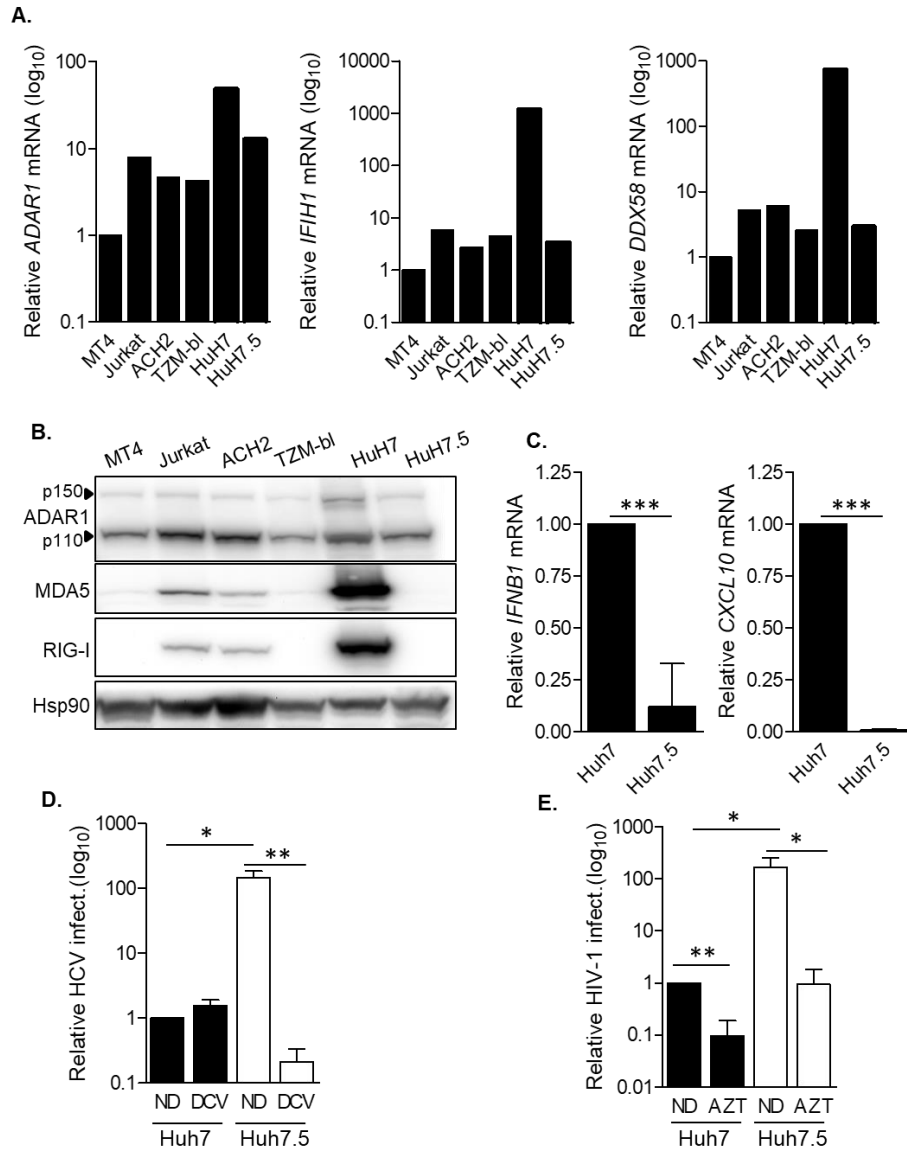 A.
Relative ADAR1 mRNA (log10)
100
10
1
0.1
MT4
Jurkat
ACH2
TZM-bl
HuH7
HuH7.5
Relative IFIH1 mRNA (log10)
10000
1000
100
10
1
0.1
MT4
Jurkat
ACH2
TZM-bl
HuH7
HuH7.5
Relative DDX58 mRNA (log10)
1000
100
10
1
0.1
MT4
Jurkat
ACH2
TZM-bl
HuH7
HuH7.5
B.
MT4 Jurkat ACH2 TZM-bl HuH7 HuH7.5
p150
ADAR1
p110
MDA5
RIG-I
Hsp90
C.
Relative IFNB1 mRNA
1.25
1.00
0.75
0.50
0.25
0.00
***
Huh7
Huh7.5
Relative CXCL10 mRNA
1.25
1.00
0.75
0.50
0.25
0.00
***
Huh7
Huh7.5
D.
Relative HCV infect.(log10)
1000
100
10
1
0.1
*
**
ND DCV ND DCV
Huh7 Huh7.5
E.
Relative HIV-1 infect.(log10)
1000
100
10
1
0.1
0.01
*
*
**
ND AZT ND AZT
Huh7 Huh7.5